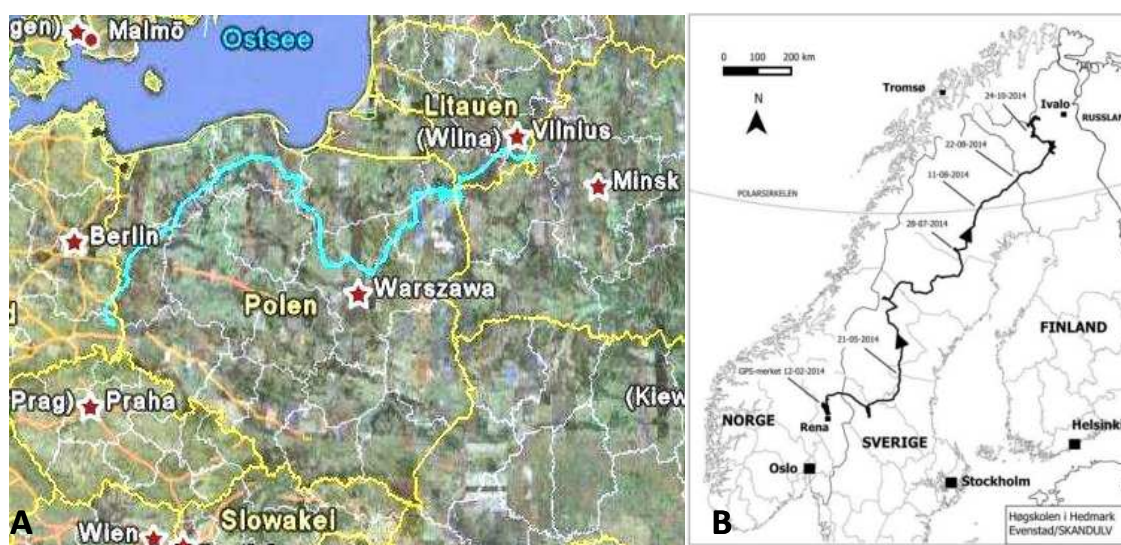 gen)
Malmö
Ostsee
Litauen
(Wilna)
Vilnius
Minsk
Berlin
Warszawa
Polen
d
Prag)
Praha
(Kiew
Wien
Slowakei
A
0 100 200 km
N
Tromsø
24-10-2014
Ivalo
RUSSLAN
22-08-2014
POLARSIRKELEN
11-08-2014
28-07-2014
FINLAND
21-05-2014
GPS-merket 12-02-2014
NORGE
Rena
SVERIGE
Helsinki
Oslo
Stockholm
Høgskolen i Hedmark
Evenstad/SKANDULV
B